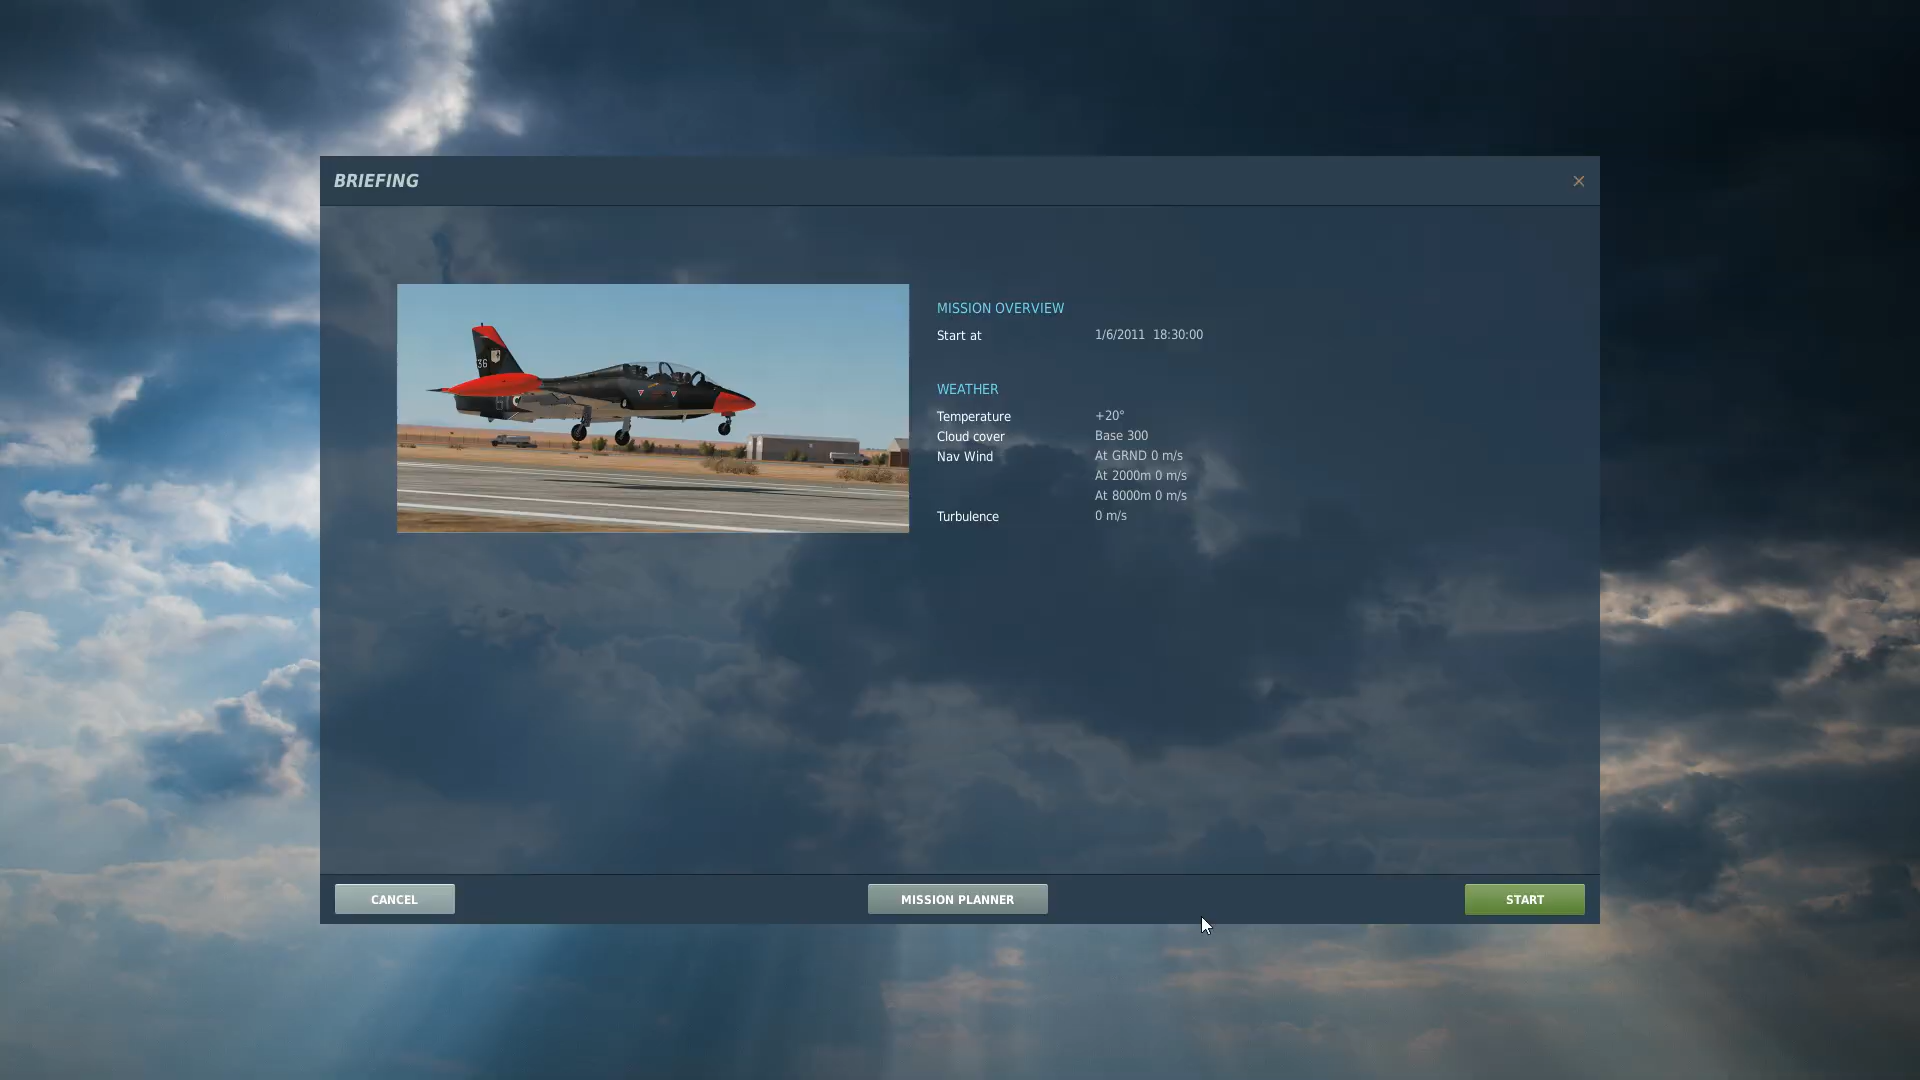 BRIEFING
36
MISSION OVERVIEW
Start at 1/6/2011 18:30:00
WEATHER
Temperature +20°
Cloud cover Base 300
Nav Wind At GRND 0 m/s
At 2000m 0 m/s
At 8000m 0 m/s
Turbulence 0 m/s
CANCEL MISSION PLANNER START